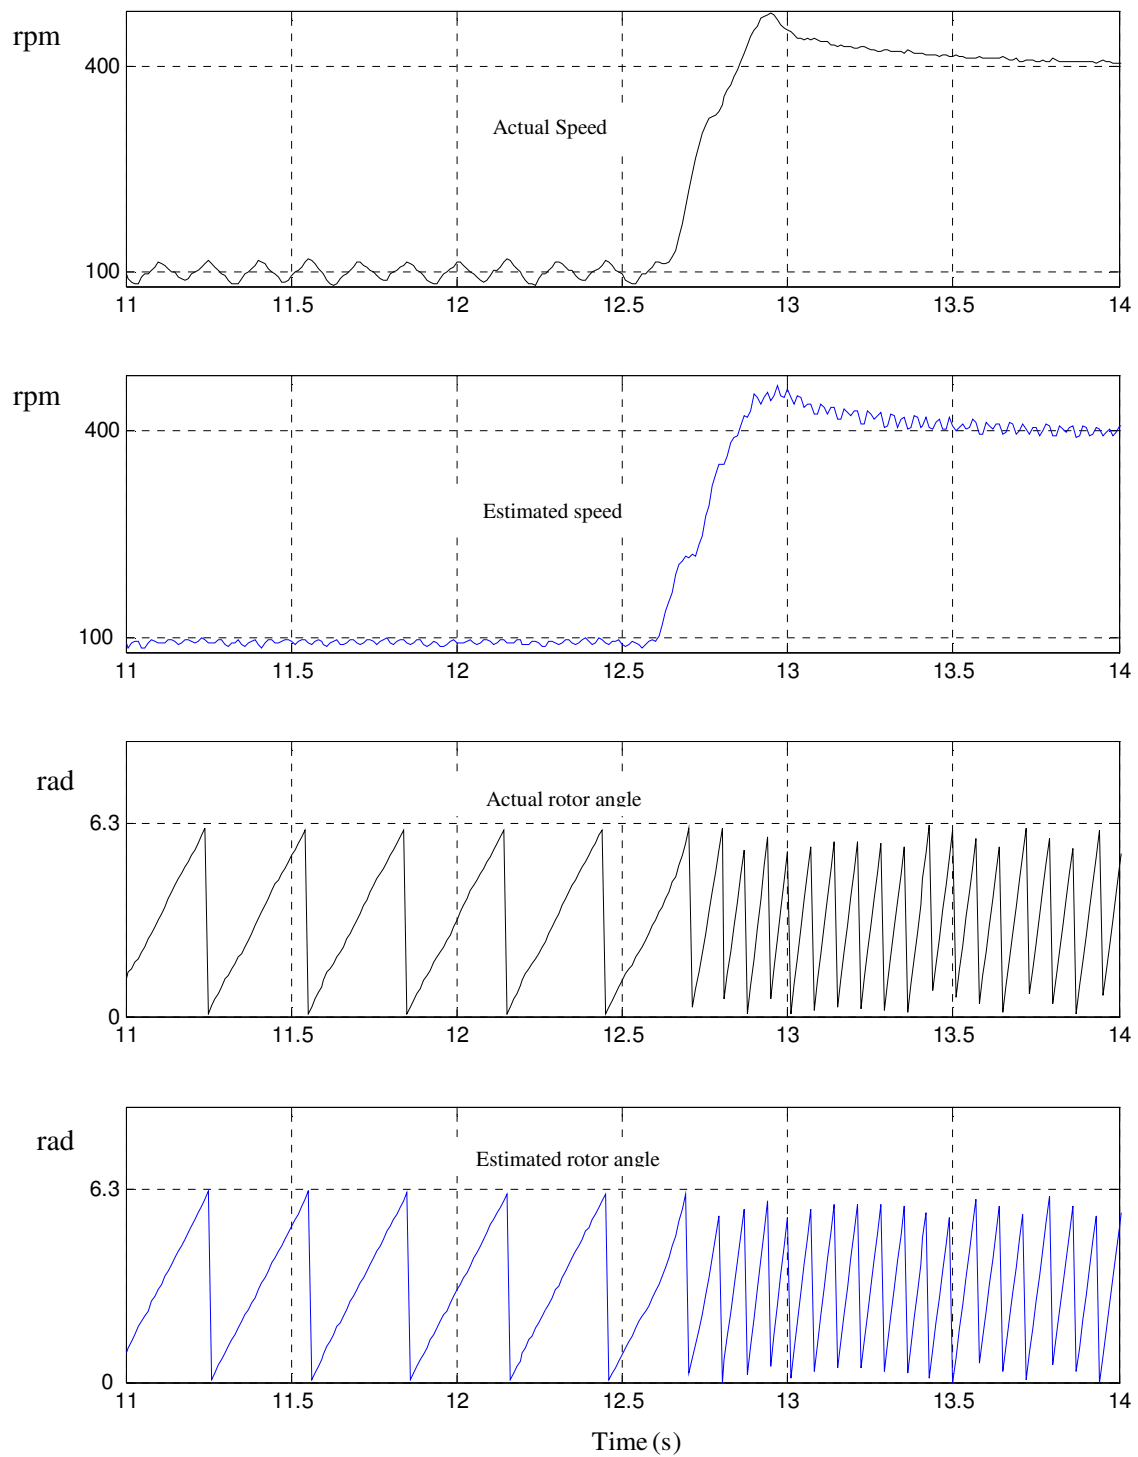 rpm
400
Actual Speed
100
11 11.5 12 12.5 13 13.5 14
rpm
400
Estimated speed
100
11 11.5 12 12.5 13 13.5 14
rad
Actual rotor angle
6.3
0
11 11.5 12 12.5 13 13.5 14
rad
Estimated rotor angle
6.3
0
11 11.5 12 12.5 13 13.5 14
Time (s)